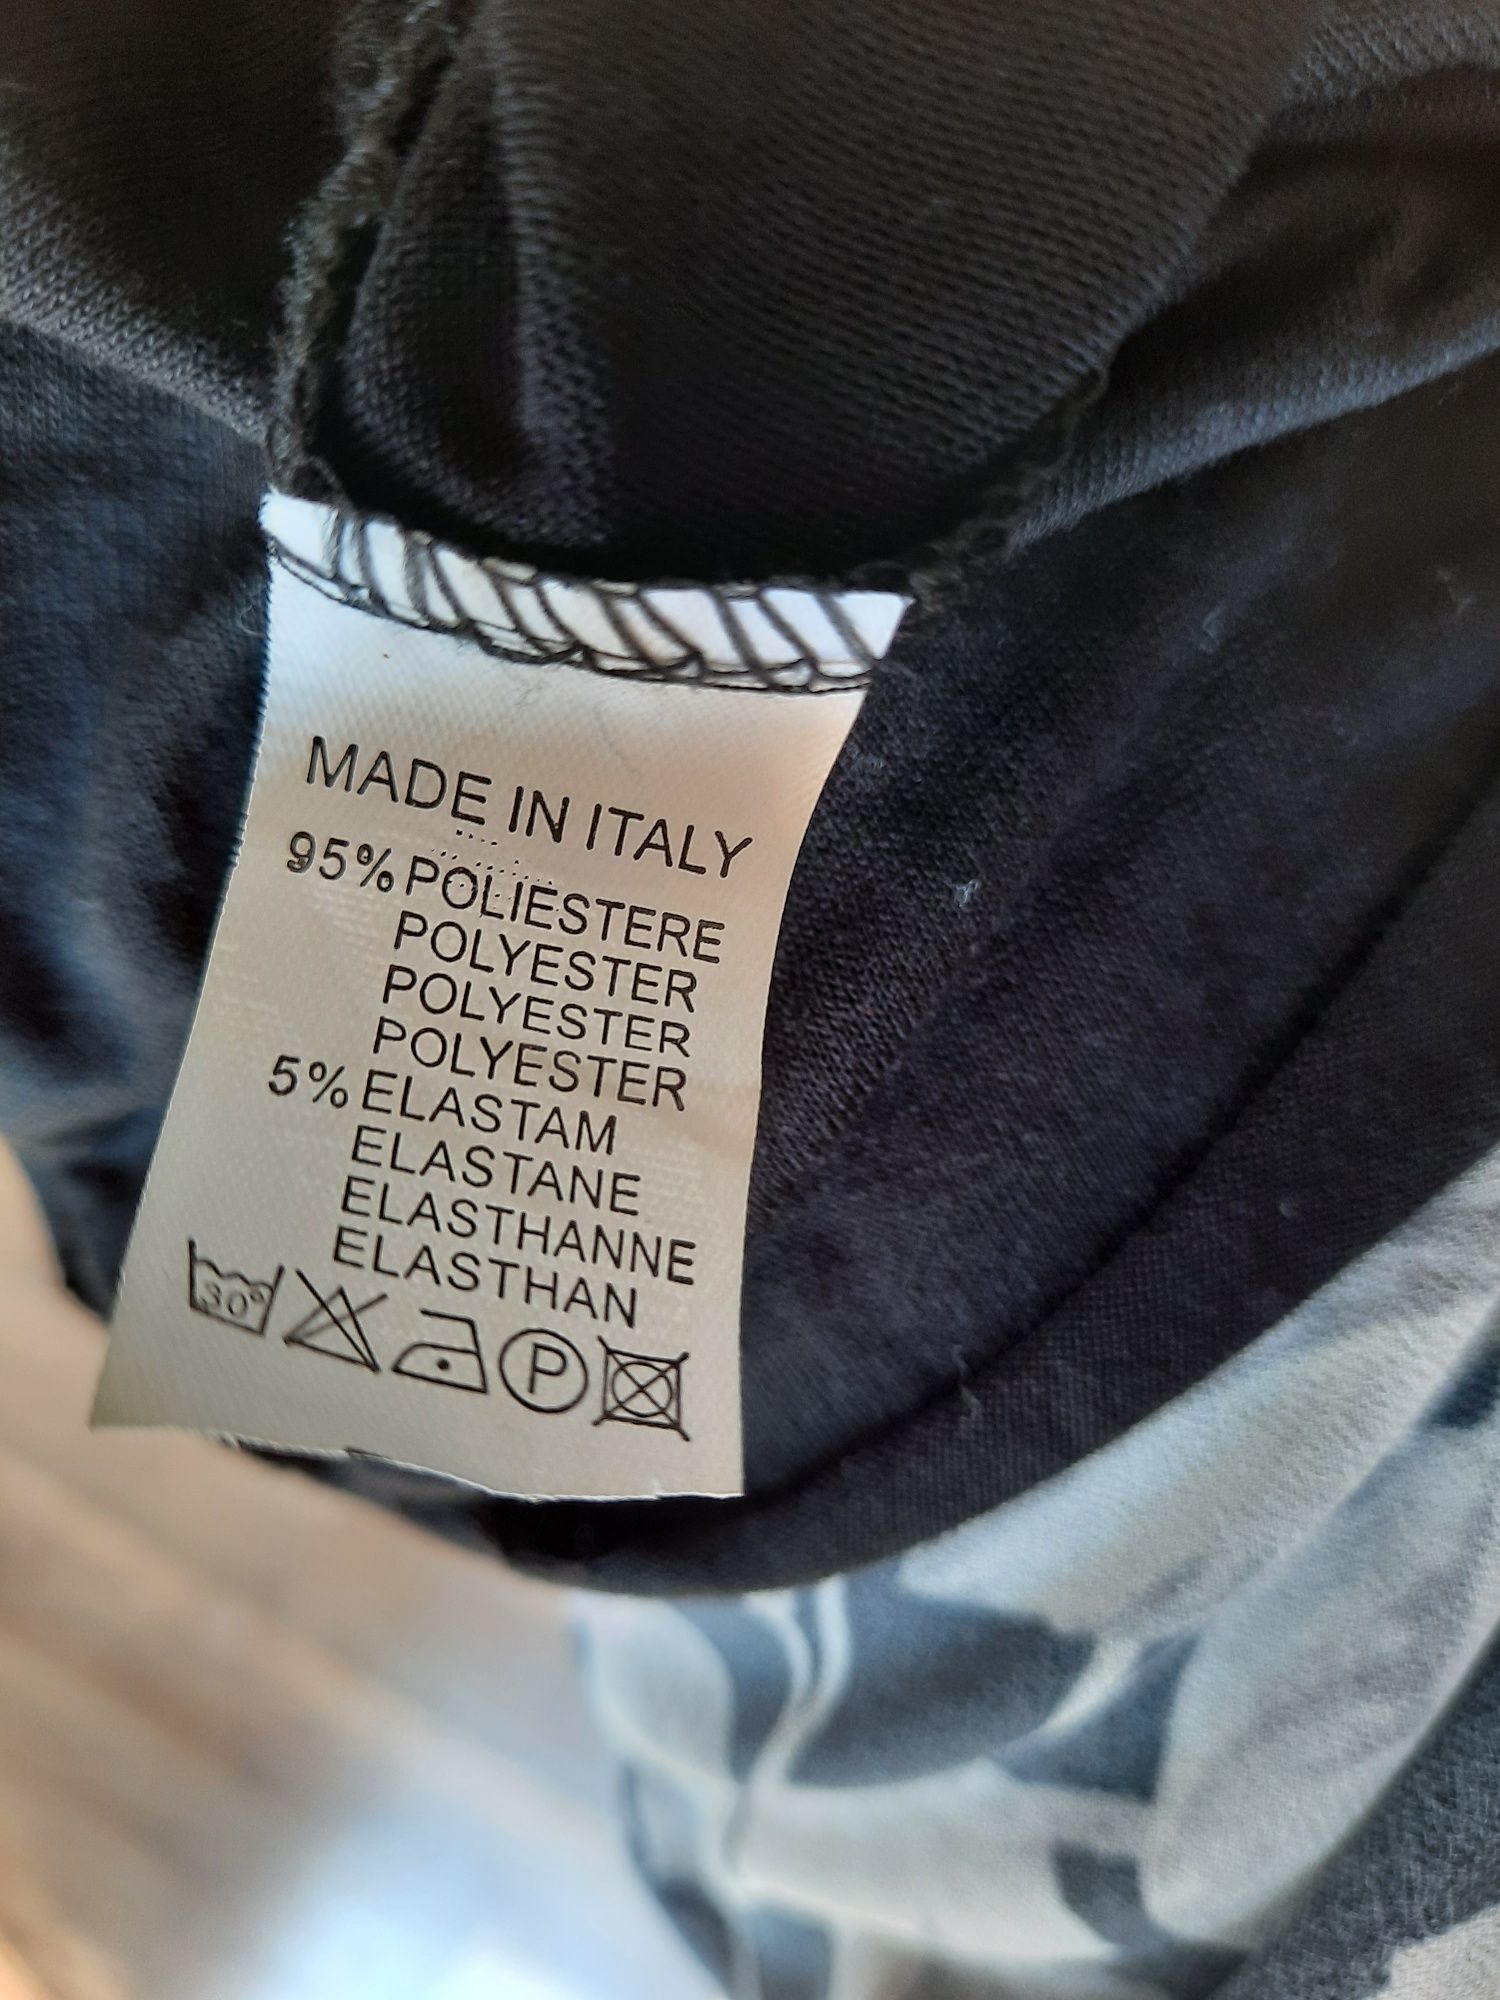 MADE IN ITALY
95% POLIESTERE
POLYESTER
POLYESTER
POLYESTER
5% ELASTAM
ELASTANE
ELASTHANNE
ELASTHAN
30° P